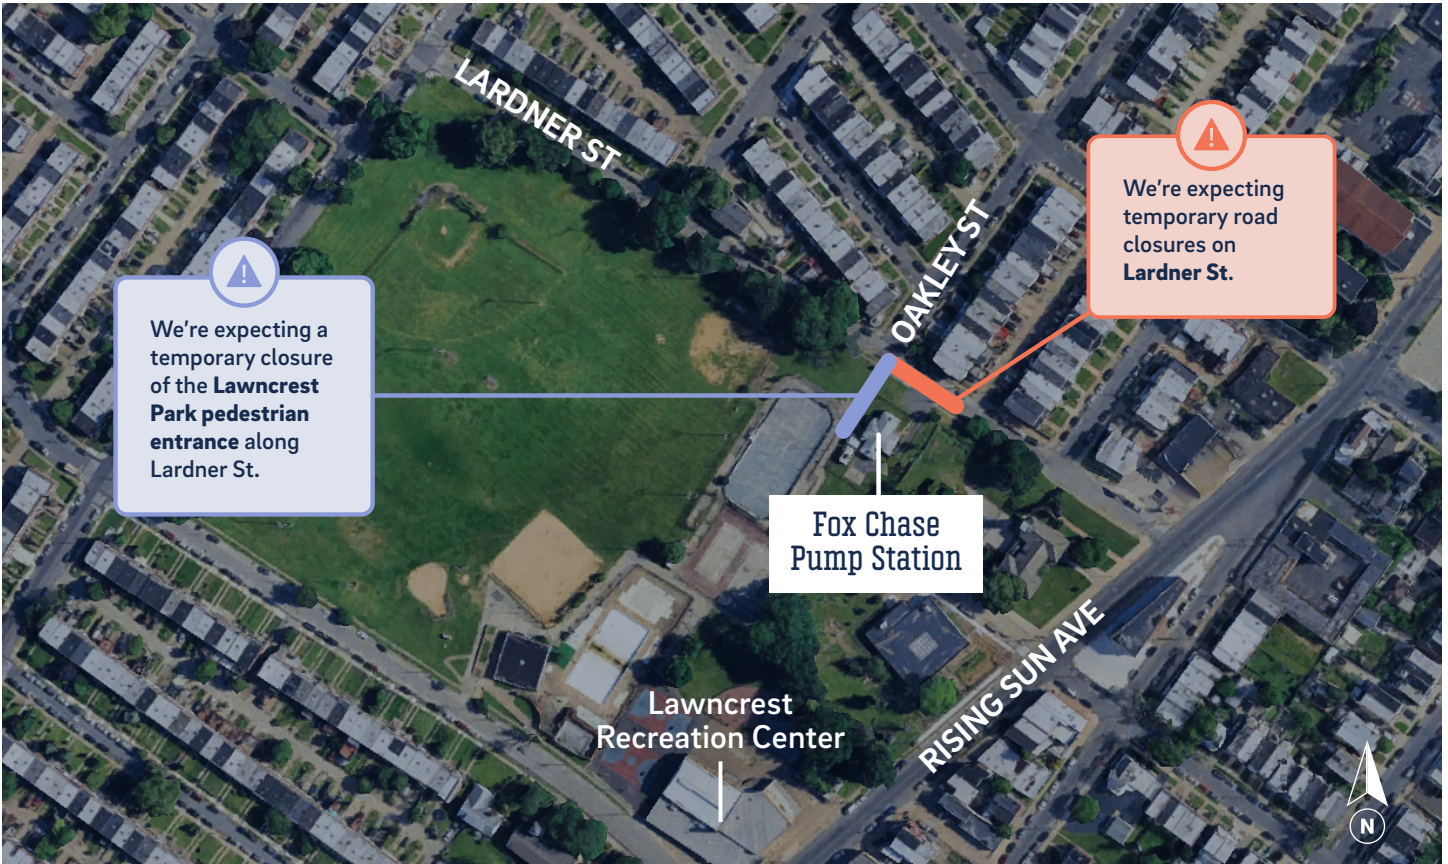 LARDNER ST
OAKLEY ST
We're expecting
temporary road
closures on
Lardner St.
We're expecting a
temporary closure
of the Lawncrest
Park pedestrian
entrance along
Lardner St.
Fox Chase
Pump Station
RISING SUN AVE
Lawncrest
Recreation Center
N